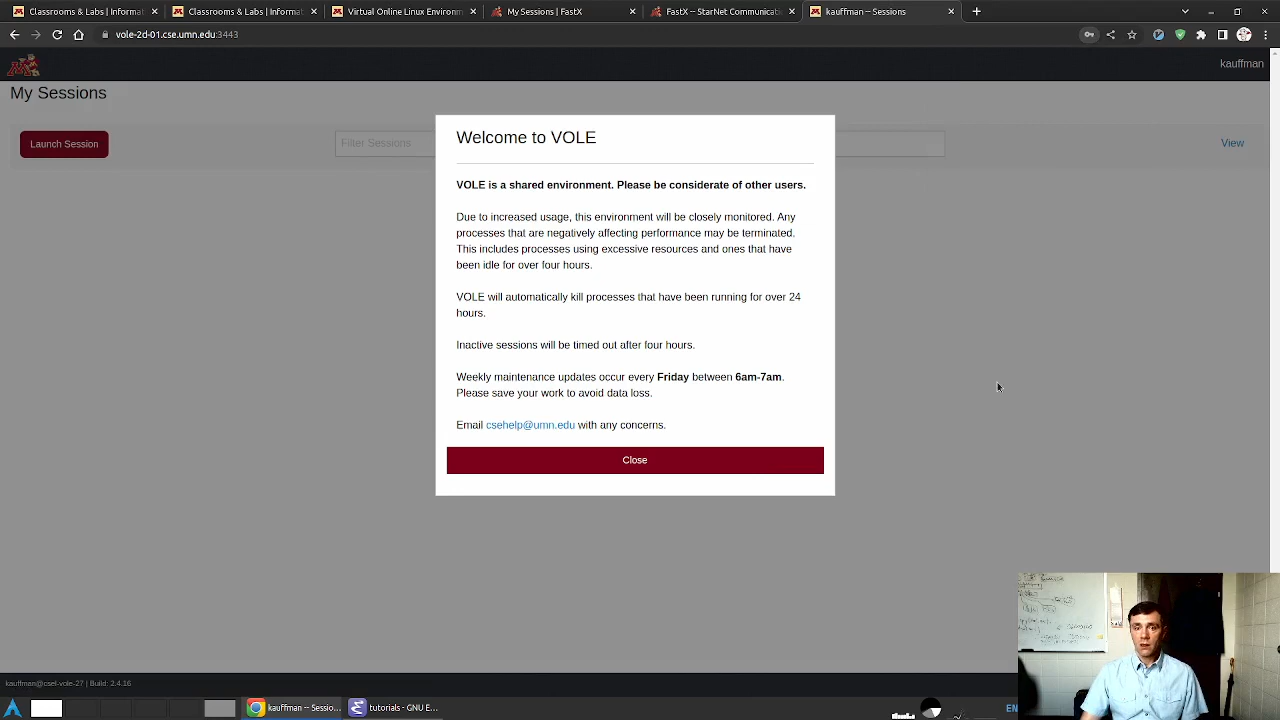 Classrooms & Labs | Informat
Classrooms & Labs | Informat
Virtual Online Linux Environm
My Sessions | FastX
FastX – StarNet Communicati
kauffman – Sessions
vole-2d-01.cse.umn.edu:3443
kauffman
My Sessions
Launch Session
Filter Sessions
View
Welcome to VOLE
VOLE is a shared environment. Please be considerate of other users.
Due to increased usage, this environment will be closely monitored. Any
processes that are negatively affecting performance may be terminated.
This includes processes using excessive resources and ones that have
been idle for over four hours.
VOLE will automatically kill processes that have been running for over 24
hours.
Inactive sessions will be timed out after four hours.
Weekly maintenance updates occur every Friday between 6am-7am.
Please save your work to avoid data loss.
Email csehelp@umn.edu with any concerns.
Close
kauffman@csel-vole-27 | Build: 2.4.16
kauffman – Sessio...
tutorials - GNU E...
EN